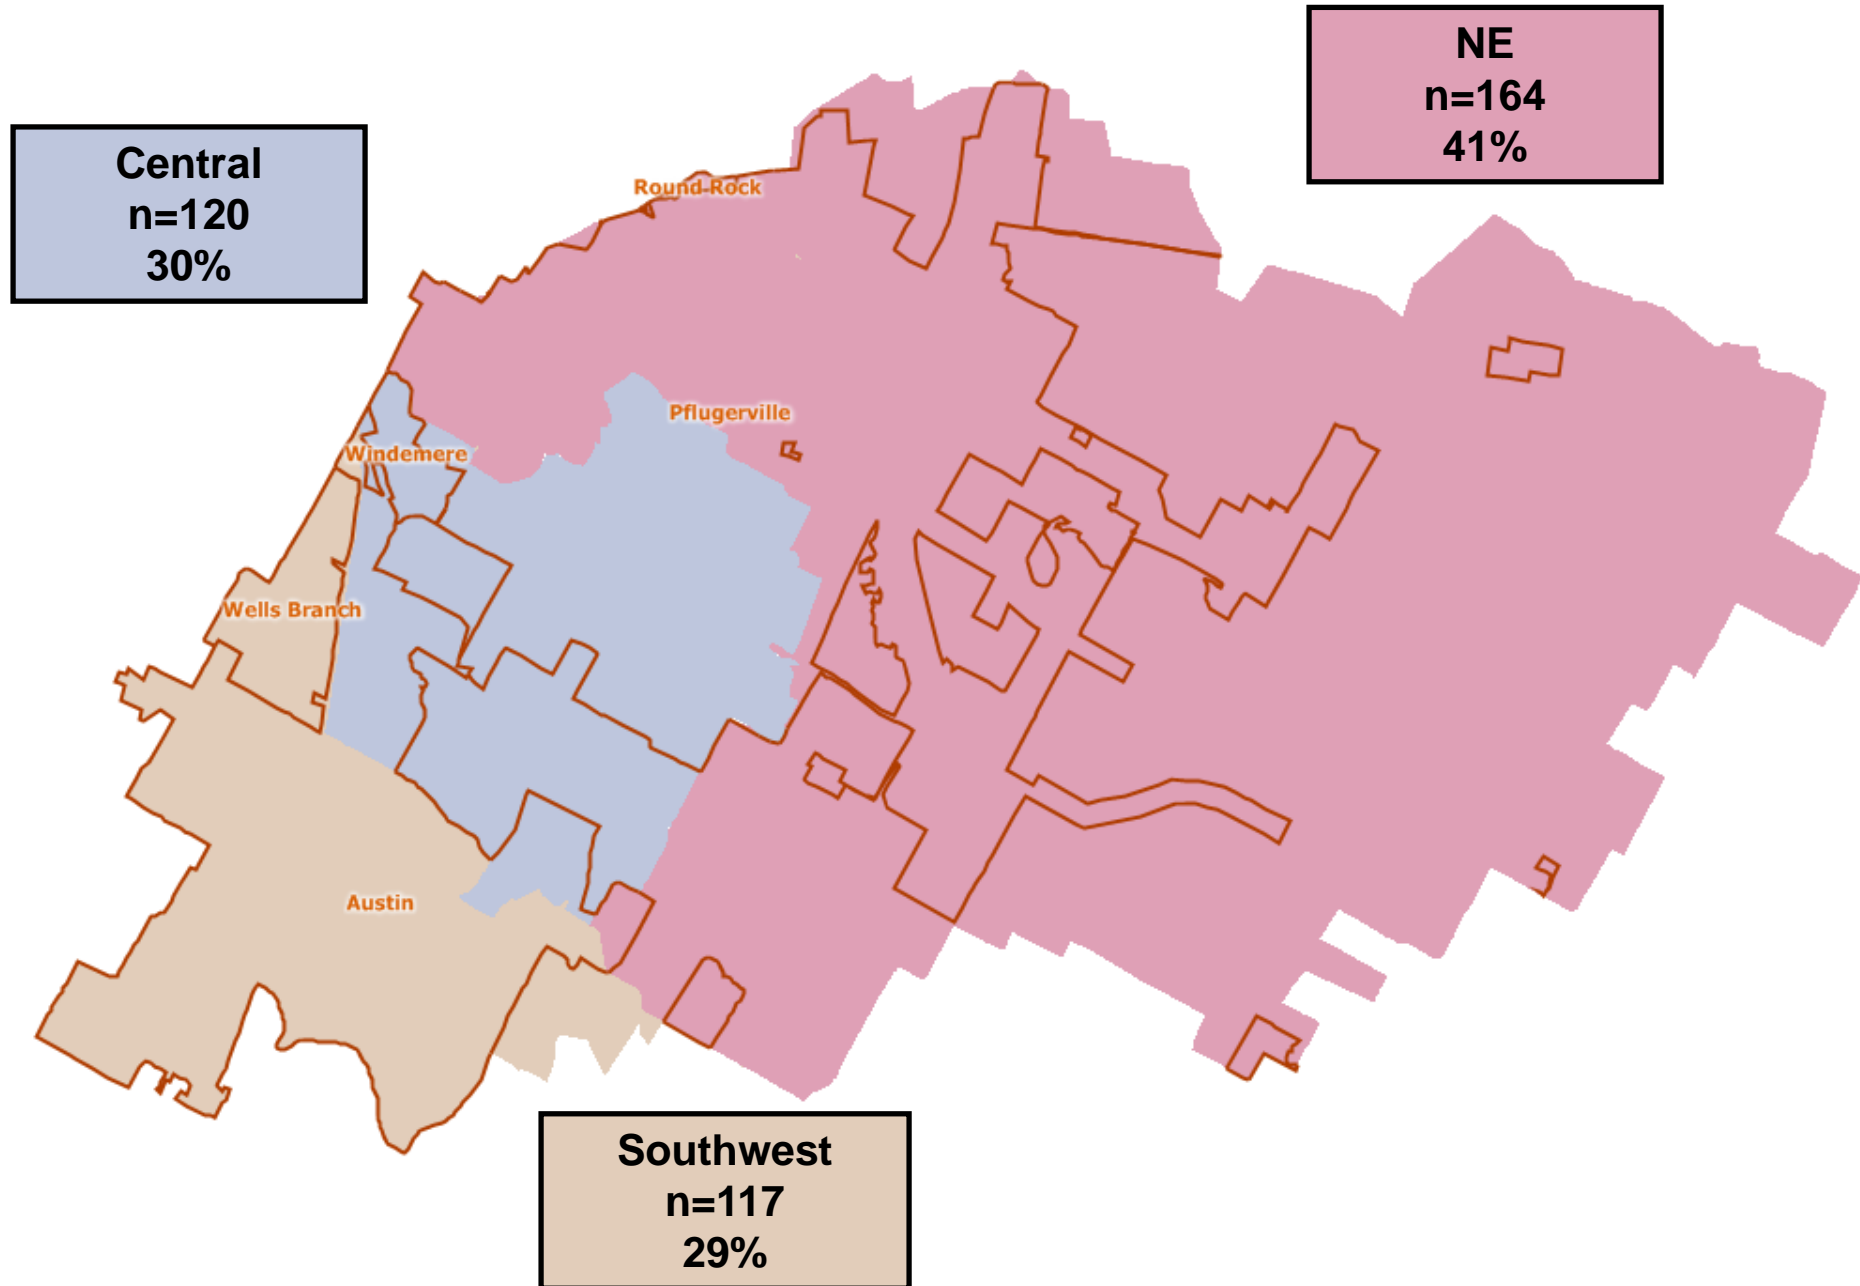 NE
n=164
41%
Central
n=120
30%
Round Rock
Pflugerville
Windemere
Wells Branch
Austin
Southwest
n=117
29%